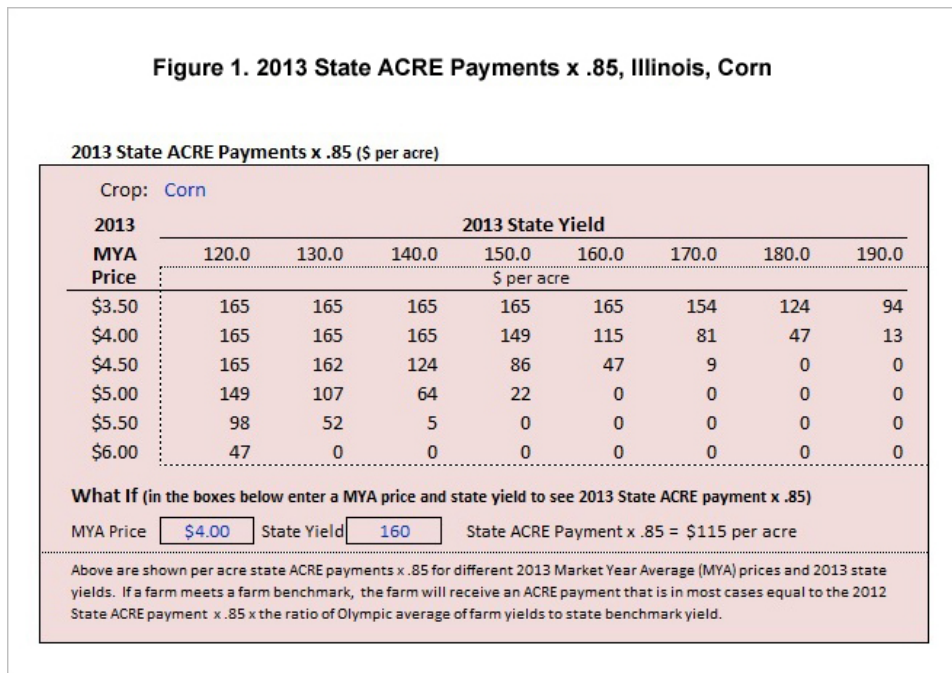 Figure 1. 2013 State ACRE Payments x .85, Illinois, Corn
2013 State ACRE Payments x .85 ($ per acre)
Crop: Corn
2013 2013 State Yield
MYA 120.0 130.0 140.0 150.0 160.0 170.0 180.0 190.0
Price $ per acre
$3.50 165 165 165 165 165 154 124 94
$4.00 165 165 165 149 115 81 47 13
$4.50 165 162 124 86 47 9 0 0
$5.00 149 107 64 22 0 0 0 0
$5.50 98 52 5 0 0 0 0 0
$6.00 47 0 0 0 0 0 0 0
What If (in the boxes below enter a MYA price and state yield to see 2013 State ACRE payment x .85)
MYA Price $4.00 State Yield 160 State ACRE Payment x .85 = $115 per acre
Above are shown per acre state ACRE payments x .85 for different 2013 Market Year Average (MYA) prices and 2013 state
yields. If a farm meets a farm benchmark, the farm will receive an ACRE payment that is in most cases equal to the 2012
State ACRE payment x .85 x the ratio of Olympic average of farm yields to state benchmark yield.